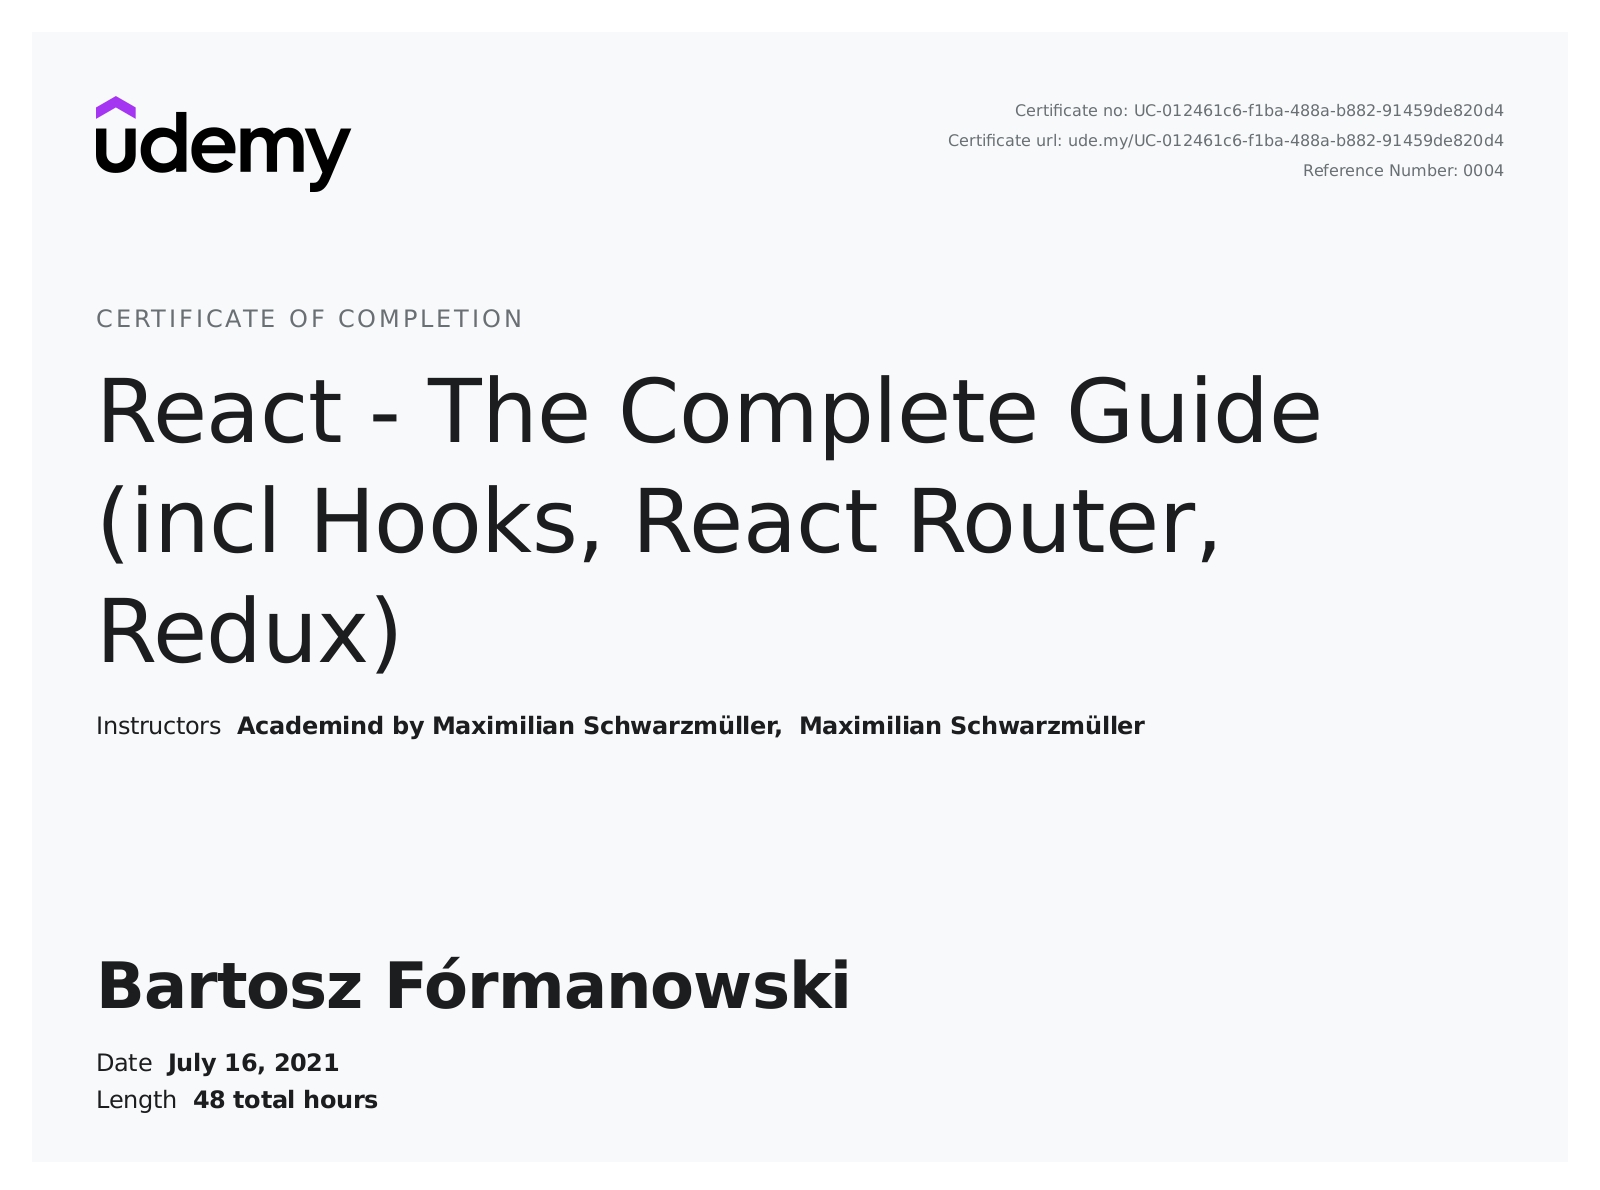 udemy
Certificate no: UC-012461c6-f1ba-488a-b882-91459de820d4
Certificate url: ude.my/UC-012461c6-f1ba-488a-b882-91459de820d4
Reference Number: 0004
CERTIFICATE OF COMPLETION
React - The Complete Guide
(incl Hooks, React Router,
Redux)
Instructors Academind by Maximilian Schwarzmüller, Maximilian Schwarzmüller
Bartosz Fórmanowski
Date July 16, 2021
Length 48 total hours